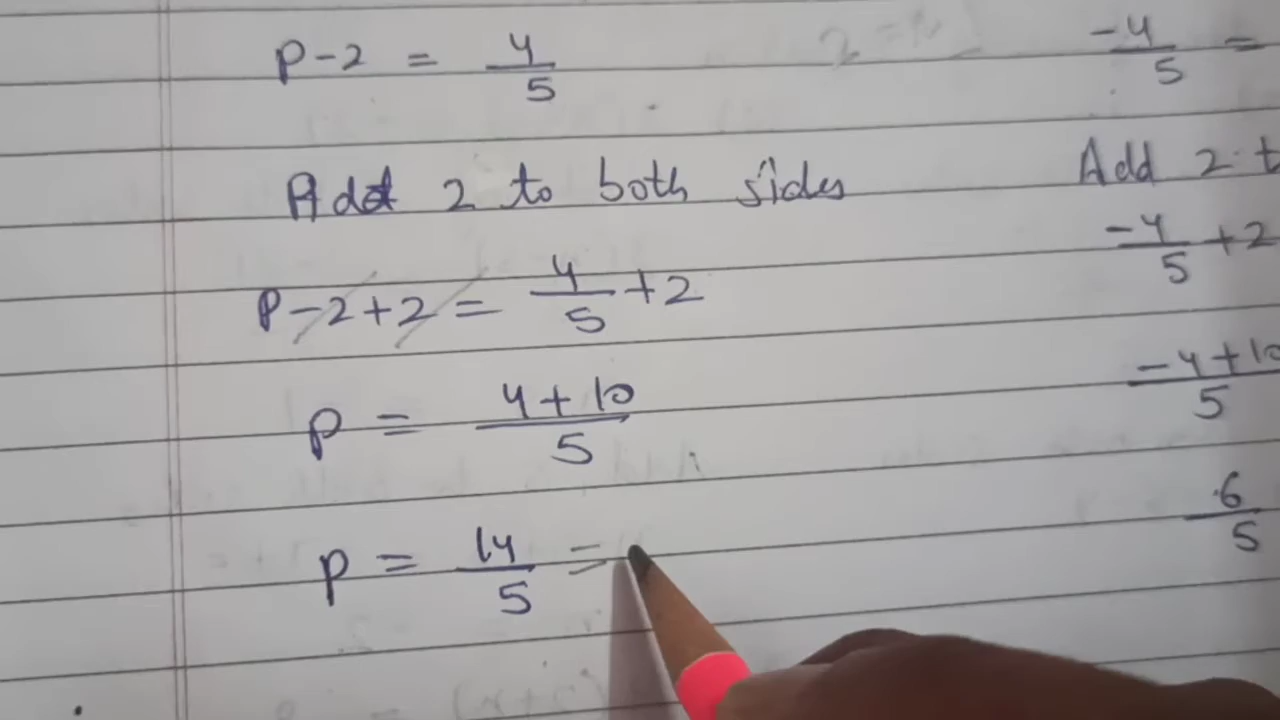 p - 2 = 4/5
Add 2 to both sides
p - 2 + 2 = 4/5 + 2
p = 4 + 10 / 5
p = 14/5 =
-4/5 =
Add 2 t
-4/5 + 2
-4 + 10 / 5
6/5